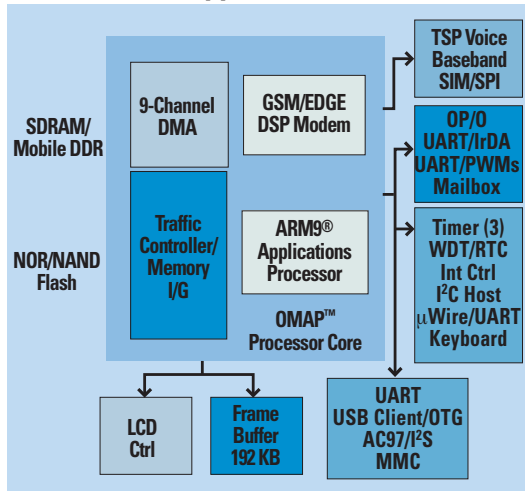 SDRAM/
Mobile DDR
NOR/NAND
Flash
9-Channel
DMA
GSM/EDGE
DSP Modem
Traffic
Controller/
Memory
I/G
ARM9®
Applications
Processor
OMAP™
Processor Core
TSP Voice
Baseband
SIM/SPI
OP/O
UART/IrDA
UART/PWMs
Mailbox
Timer (3)
WDT/RTC
Int Ctrl
I²C Host
µWire/UART
Keyboard
LCD
Ctrl
Frame
Buffer
192 KB
UART
USB Client/OTG
AC97/I²S
MMC